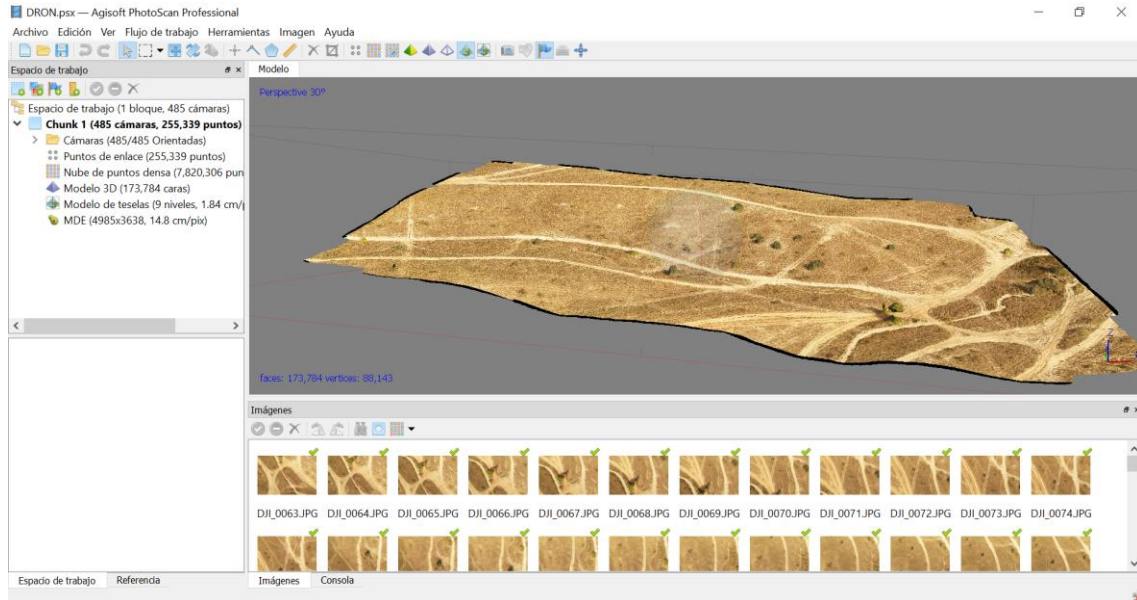 DRON.psx — Agisoft PhotoScan Professional
Archivo Edición Ver Flujo de trabajo Herramientas Imagen Ayuda
Espacio de trabajo
Modelo
Espacio de trabajo (1 bloque, 485 cámaras)
Chunk 1 (485 cámaras, 255,339 puntos)
Cámaras (485/485 Orientadas)
Puntos de enlace (255,339 puntos)
Nube de puntos densa (7,820,306 pun
Modelo 3D (173,784 caras)
Modelo de teselas (9 niveles, 1.84 cm/
MDE (4985x3638, 14.8 cm/pix)
Perspective 30°
faces: 173,784 vertices: 88,143
Z
Imágenes
DJI_0063.JPG DJI_0064.JPG DJI_0065.JPG DJI_0066.JPG DJI_0067.JPG DJI_0068.JPG DJI_0069.JPG DJI_0070.JPG DJI_0071.JPG DJI_0072.JPG DJI_0073.JPG DJI_0074.JPG
Espacio de trabajo Referencia
Imágenes Consola